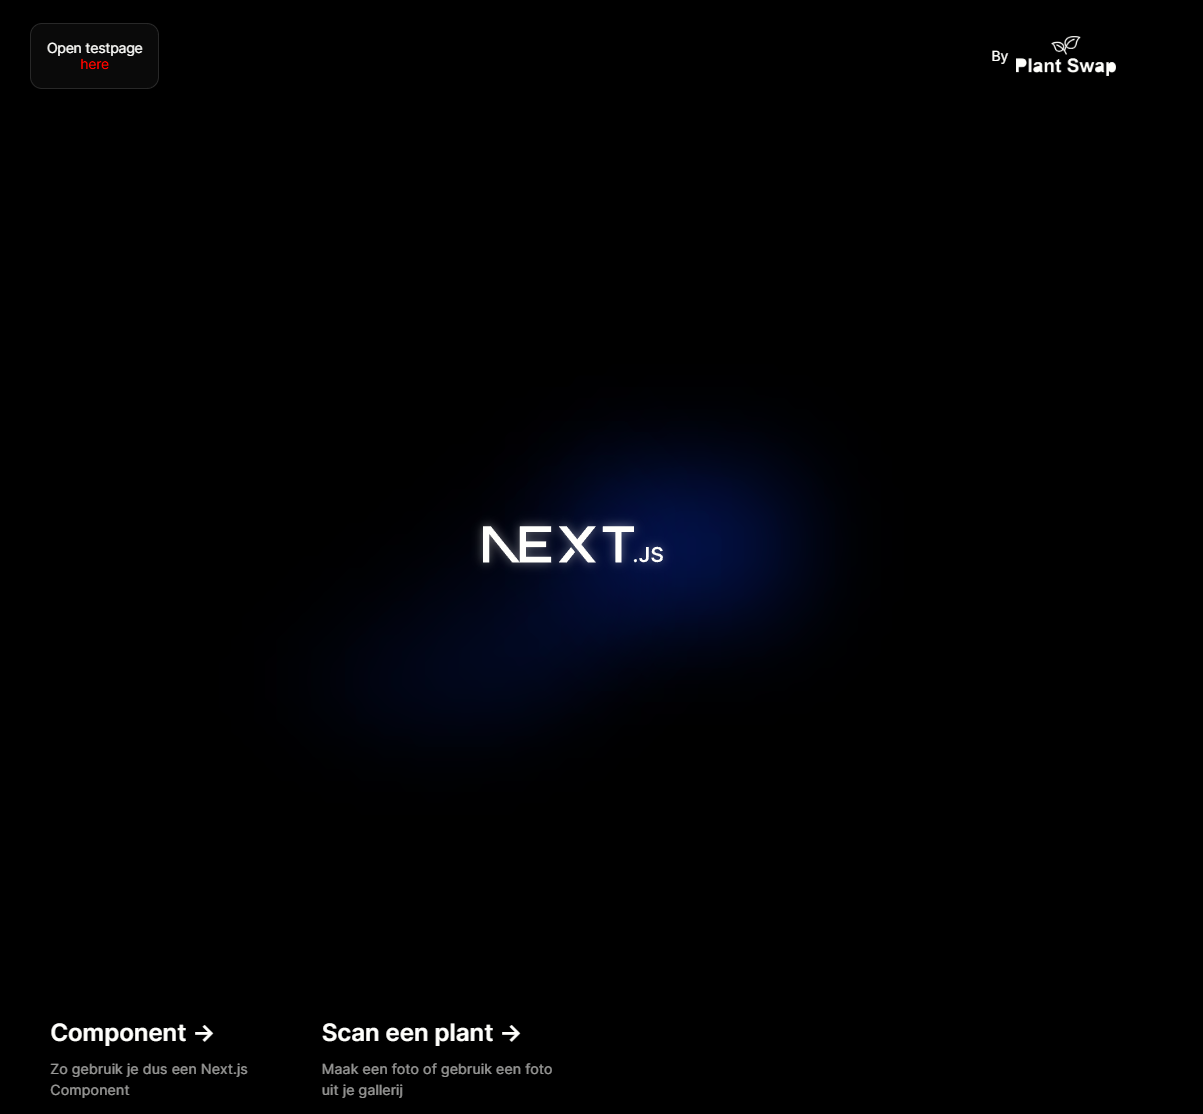 Open testpage
here
By
Plant Swap
NEXT.JS
Component →
Zo gebruik je dus een Next.js
Component
Scan een plant →
Maak een foto of gebruik een foto
uit je gallerij